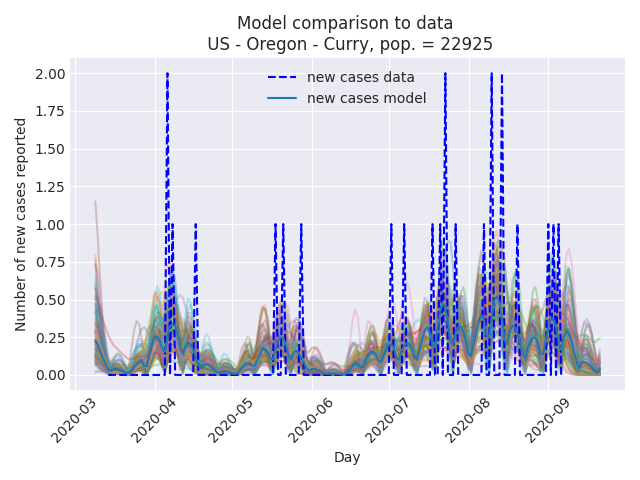 Model comparison to data
US - Oregon - Curry, pop. = 22925
new cases data
new cases model
Number of new cases reported
2.00
1.75
1.50
1.25
1.00
0.75
0.50
0.25
0.00
2020-03
2020-04
2020-05
2020-06
2020-07
2020-08
2020-09
Day